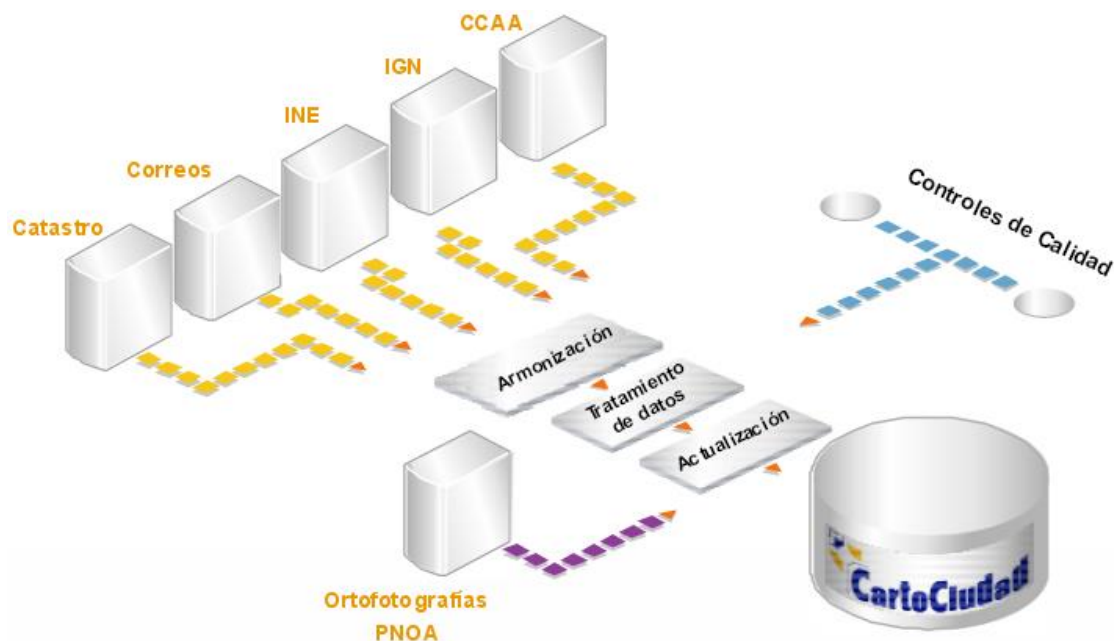 CCAA
IGN
INE
Correos
Catastro
Controles de Calidad
Armonización
Tratamiento
de datos
Actualización
CartoCiudad
Ortofotografías
PNOA